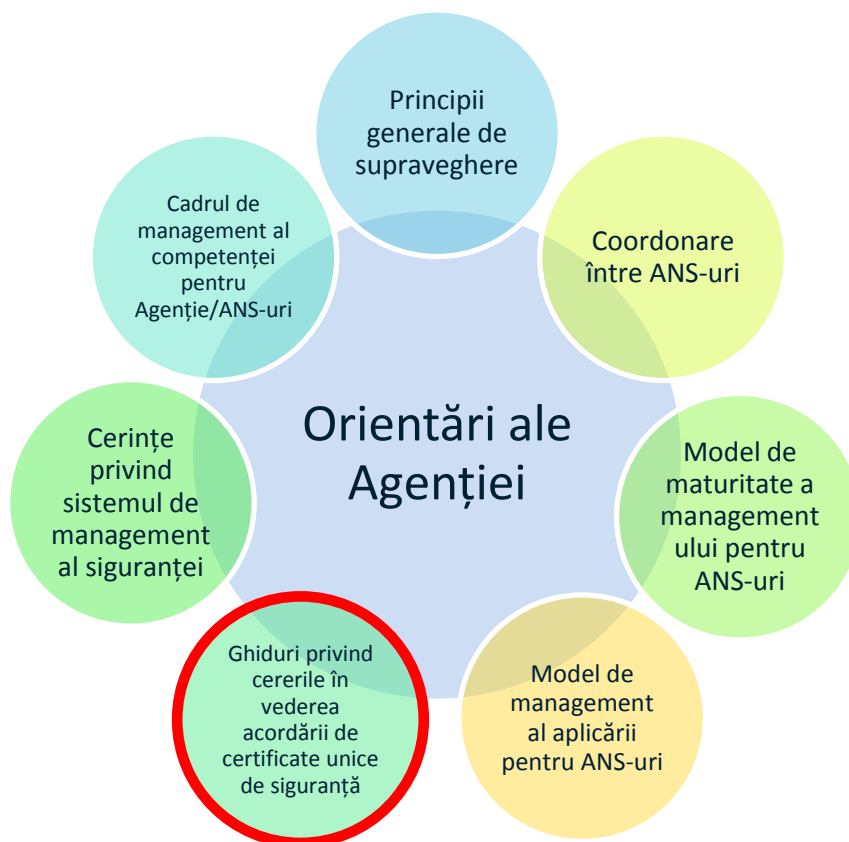 Principii
generale de
supraveghere
Coordonare
între ANS-uri
Model de
maturitate a
management
ului pentru
ANS-uri
Model de
management
al aplicării
pentru ANS-uri
Ghiduri privind
cererile în
vederea
acordării de
certificate unice
de siguranță
Cerințe
privind
sistemul de
management
al siguranței
Cadrul de
management al
competenței
pentru
Agenție/ANS-uri
Orientări ale
Agenției